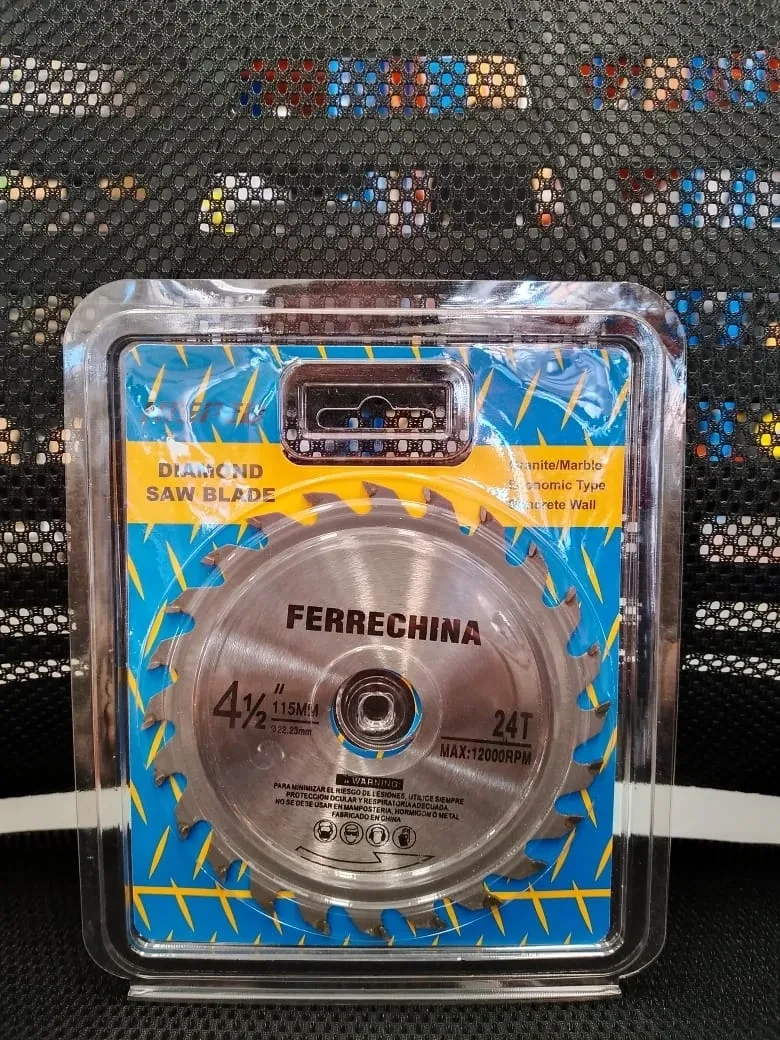 DIAMOND
SAW BLADE
Granite/Marble
Economic Type
Concrete Wall
FERRECHINA
4½"
115MM
Ø22.23mm
24T
MAX:12000RPM
WARNING:
PARA MINIMIZAR EL RIESGO DE LESIONES, UTILICE SIEMPRE
PROTECCION OCULAR Y RESPIRATORIA ADECUADA.
NO SE DEBE USAR EN MAMPOSTERIA, HORMIGOM O METAL
FABRICADO EN CHINA